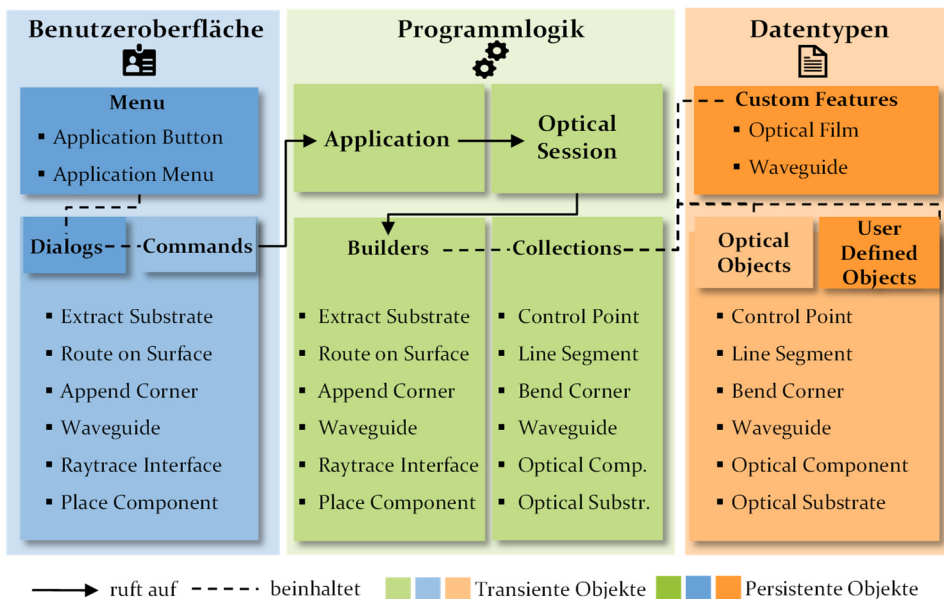 Benutzeroberfläche
Menu
▪ Application Button
▪ Application Menu
Dialogs
Commands
▪ Extract Substrate
▪ Route on Surface
▪ Append Corner
▪ Waveguide
▪ Raytrace Interface
▪ Place Component
Programmlogik
Application
Optical
Session
Builders
▪ Extract Substrate
▪ Route on Surface
▪ Append Corner
▪ Waveguide
▪ Raytrace Interface
▪ Place Component
Collections
▪ Control Point
▪ Line Segment
▪ Bend Corner
▪ Waveguide
▪ Optical Comp.
▪ Optical Substr.
Datentypen
Custom Features
▪ Optical Film
▪ Waveguide
Optical
Objects
User
Defined
Objects
▪ Control Point
▪ Line Segment
▪ Bend Corner
▪ Waveguide
▪ Optical Component
▪ Optical Substrate
ruft auf
beinhaltet
Transiente Objekte
Persistente Objekte